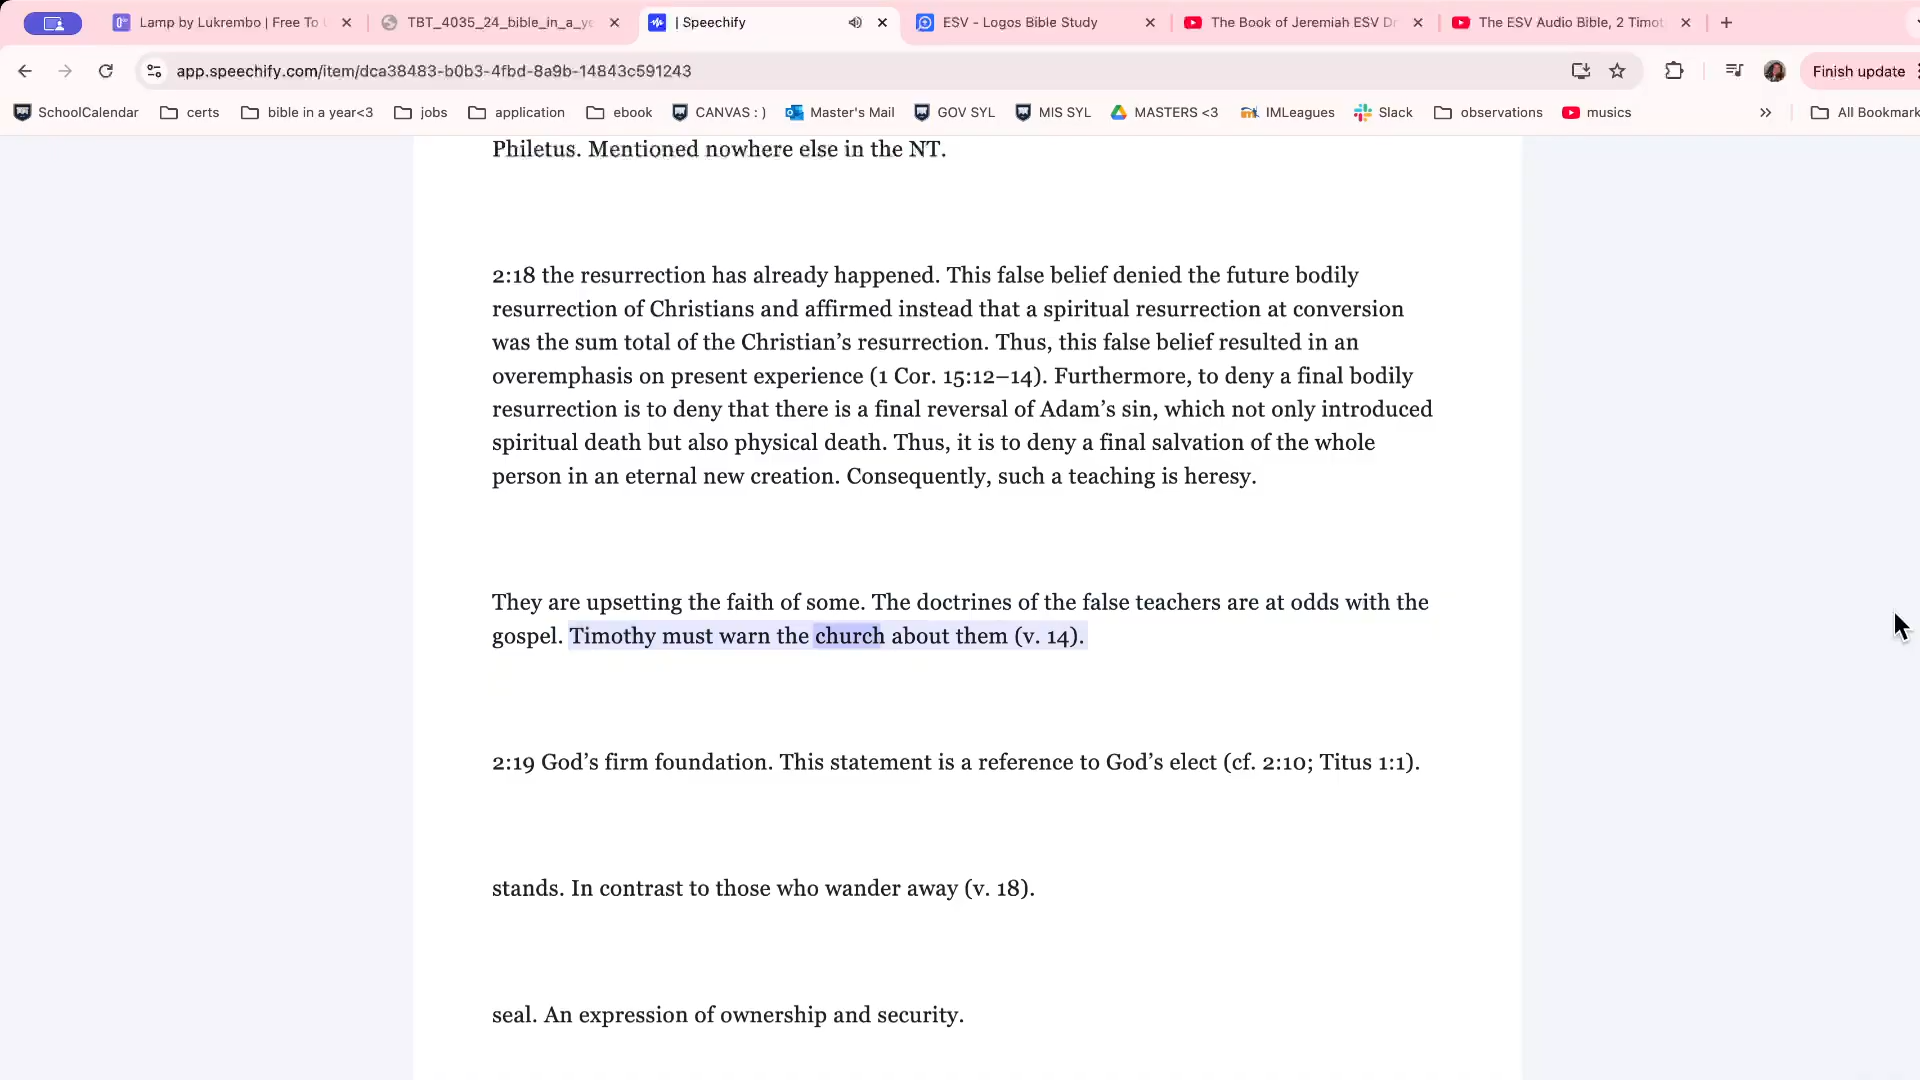 Lamp by Lukrembo | Free To U
TBT_4035_24_bible_in_a_ye
| Speechify
ESV - Logos Bible Study
The Book of Jeremiah ESV Dr
The ESV Audio Bible, 2 Timot
app.speechify.com/item/dca38483-b0b3-4fbd-8a9b-14843c591243
Finish update
SchoolCalendar
certs
bible in a year<3
jobs
application
ebook
CANVAS : )
Master's Mail
GOV SYL
MIS SYL
MASTERS <3
IMLeagues
Slack
observations
musics
All Bookmark
Philetus. Mentioned nowhere else in the NT.
2:18 the resurrection has already happened. This false belief denied the future bodily
resurrection of Christians and affirmed instead that a spiritual resurrection at conversion
was the sum total of the Christian’s resurrection. Thus, this false belief resulted in an
overemphasis on present experience (1 Cor. 15:12–14). Furthermore, to deny a final bodily
resurrection is to deny that there is a final reversal of Adam’s sin, which not only introduced
spiritual death but also physical death. Thus, it is to deny a final salvation of the whole
person in an eternal new creation. Consequently, such a teaching is heresy.
They are upsetting the faith of some. The doctrines of the false teachers are at odds with the
gospel. Timothy must warn the church about them (v. 14).
2:19 God’s firm foundation. This statement is a reference to God’s elect (cf. 2:10; Titus 1:1).
stands. In contrast to those who wander away (v. 18).
seal. An expression of ownership and security.